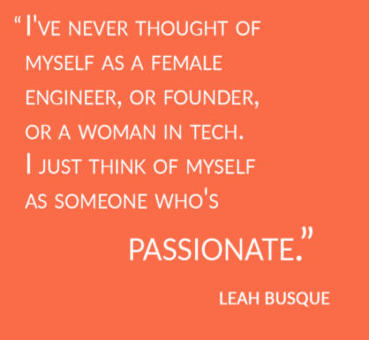 “I'VE NEVER THOUGHT OF
MYSELF AS A FEMALE
ENGINEER, OR FOUNDER,
OR A WOMAN IN TECH.
I JUST THINK OF MYSELF
AS SOMEONE WHO'S
PASSIONATE.”
LEAH BUSQUE